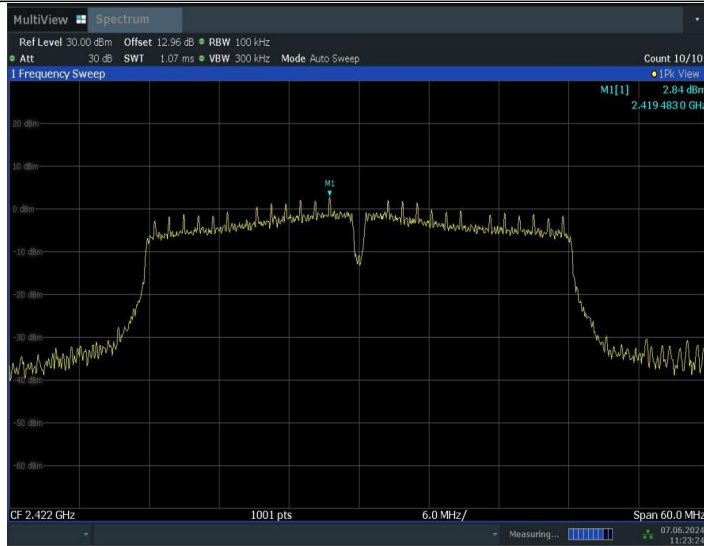 MultiView Spectrum
Ref Level 30.00 dBm Offset 12.96 dB RBW 100 kHz
Att 30 dB SWT 1.07 ms VBW 300 kHz Mode Auto Sweep Count 10/10
1 Frequency Sweep 1Pk View
M1[1] 2.84 dBm
2.419 483 0 GHz
20 dBm
10 dBm
M1
0 dBm
-10 dBm
-20 dBm
-30 dBm
-40 dBm
-50 dBm
-60 dBm
CF 2.422 GHz 1001 pts 6.0 MHz/ Span 60.0 MHz
Measuring... 07.06.2024
11:23:24